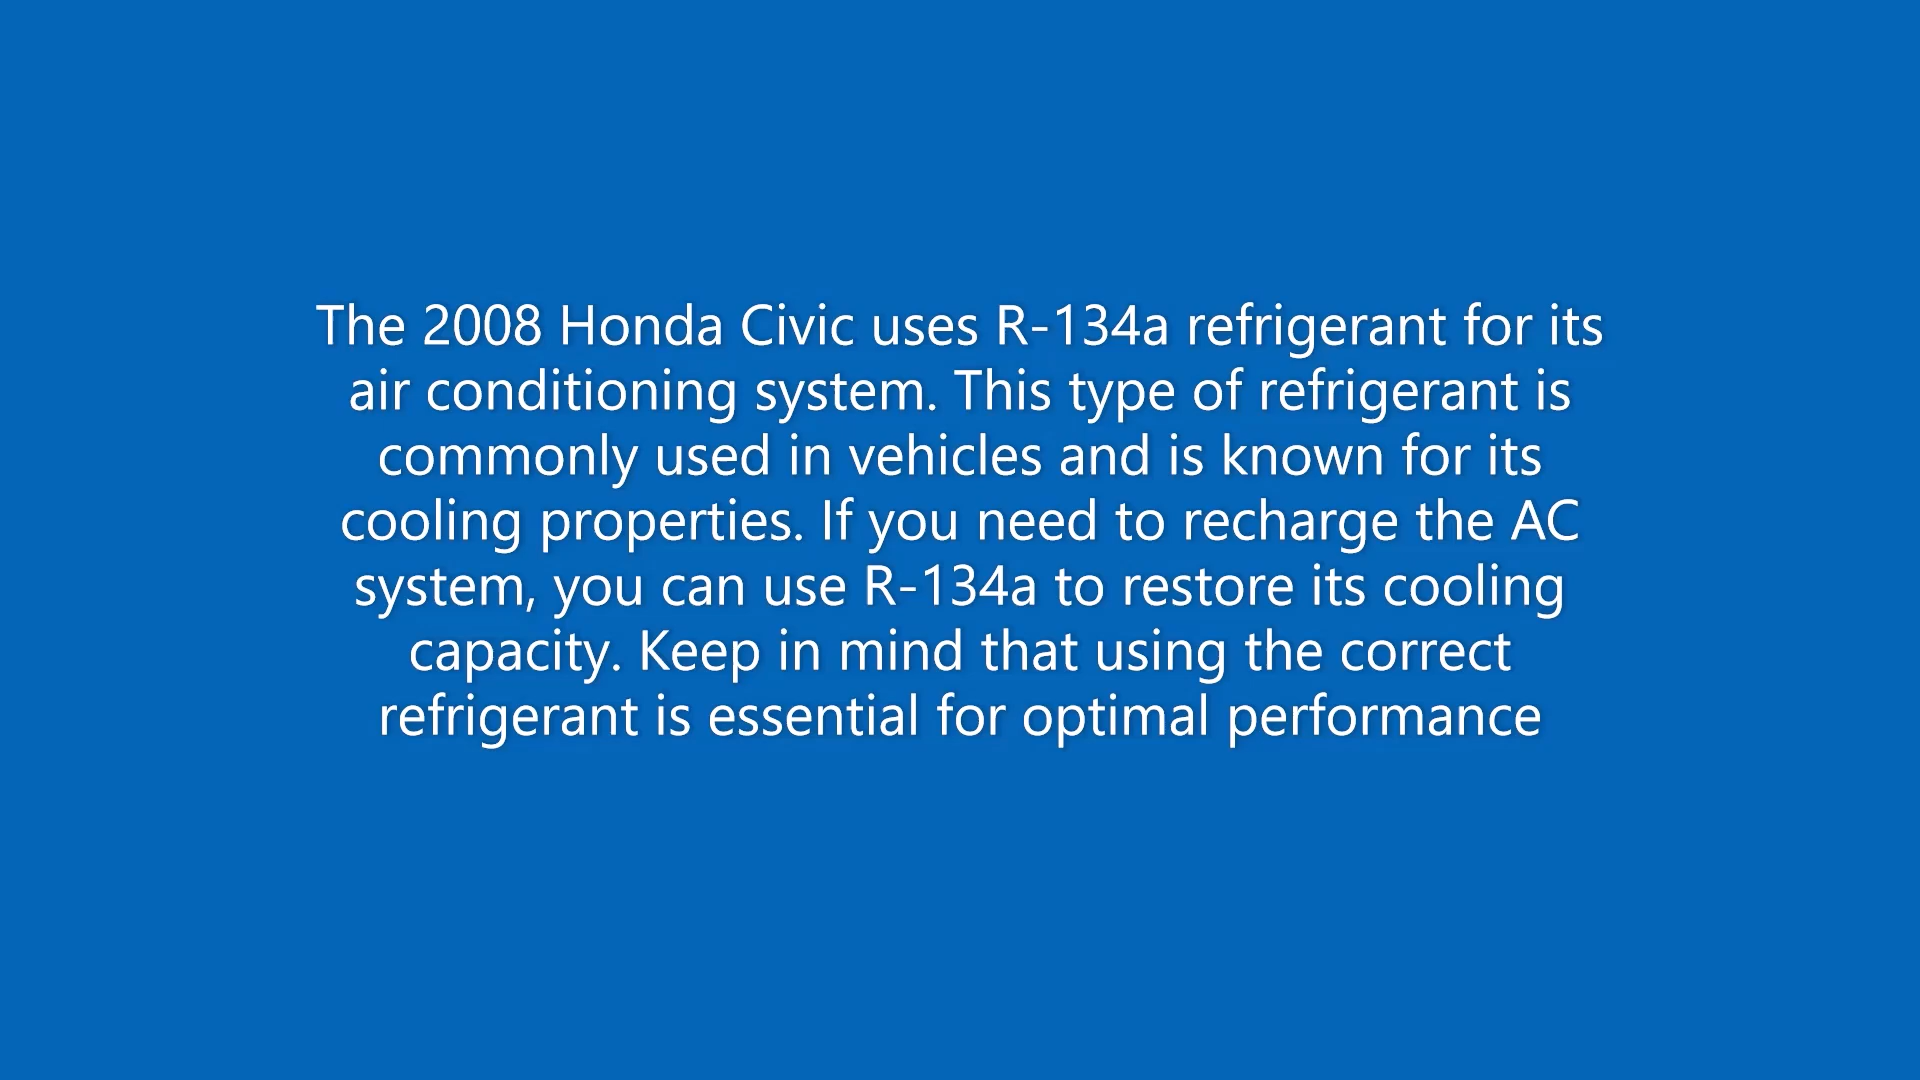 The 2008 Honda Civic uses R-134a refrigerant for its
air conditioning system. This type of refrigerant is
commonly used in vehicles and is known for its
cooling properties. If you need to recharge the AC
system, you can use R-134a to restore its cooling
capacity. Keep in mind that using the correct
refrigerant is essential for optimal performance